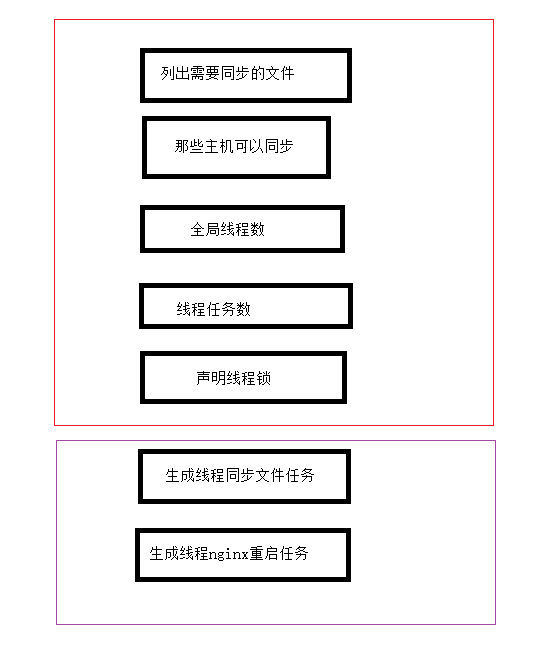 列出需要同步的文件
那些主机可以同步
全局线程数
线程任务数
声明线程锁
生成线程同步文件任务
生成线程nginx重启任务